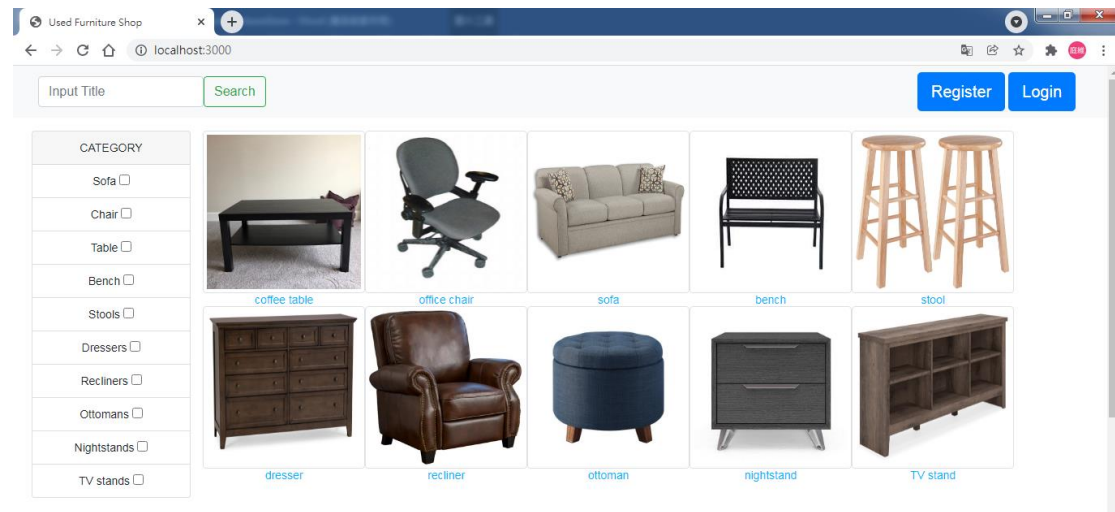 Used Furniture Shop
localhost:3000
Input Title
Search
Register
Login
CATEGORY
Sofa
Chair
Table
Bench
Stools
Dressers
Recliners
Ottomans
Nightstands
TV stands
coffee table
office chair
sofa
bench
stool
dresser
recliner
ottoman
nightstand
TV stand